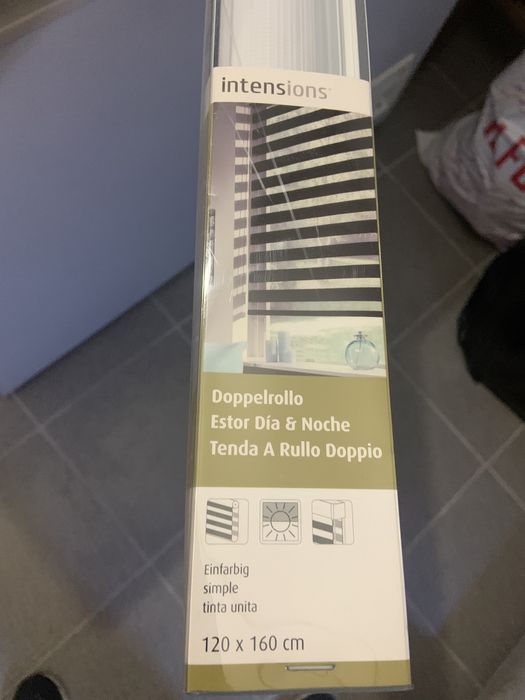 intensions®
Doppelrollo
Estor Día & Noche
Tenda A Rullo Doppio
Einfarbig
simple
tinta unita
120 x 160 cm